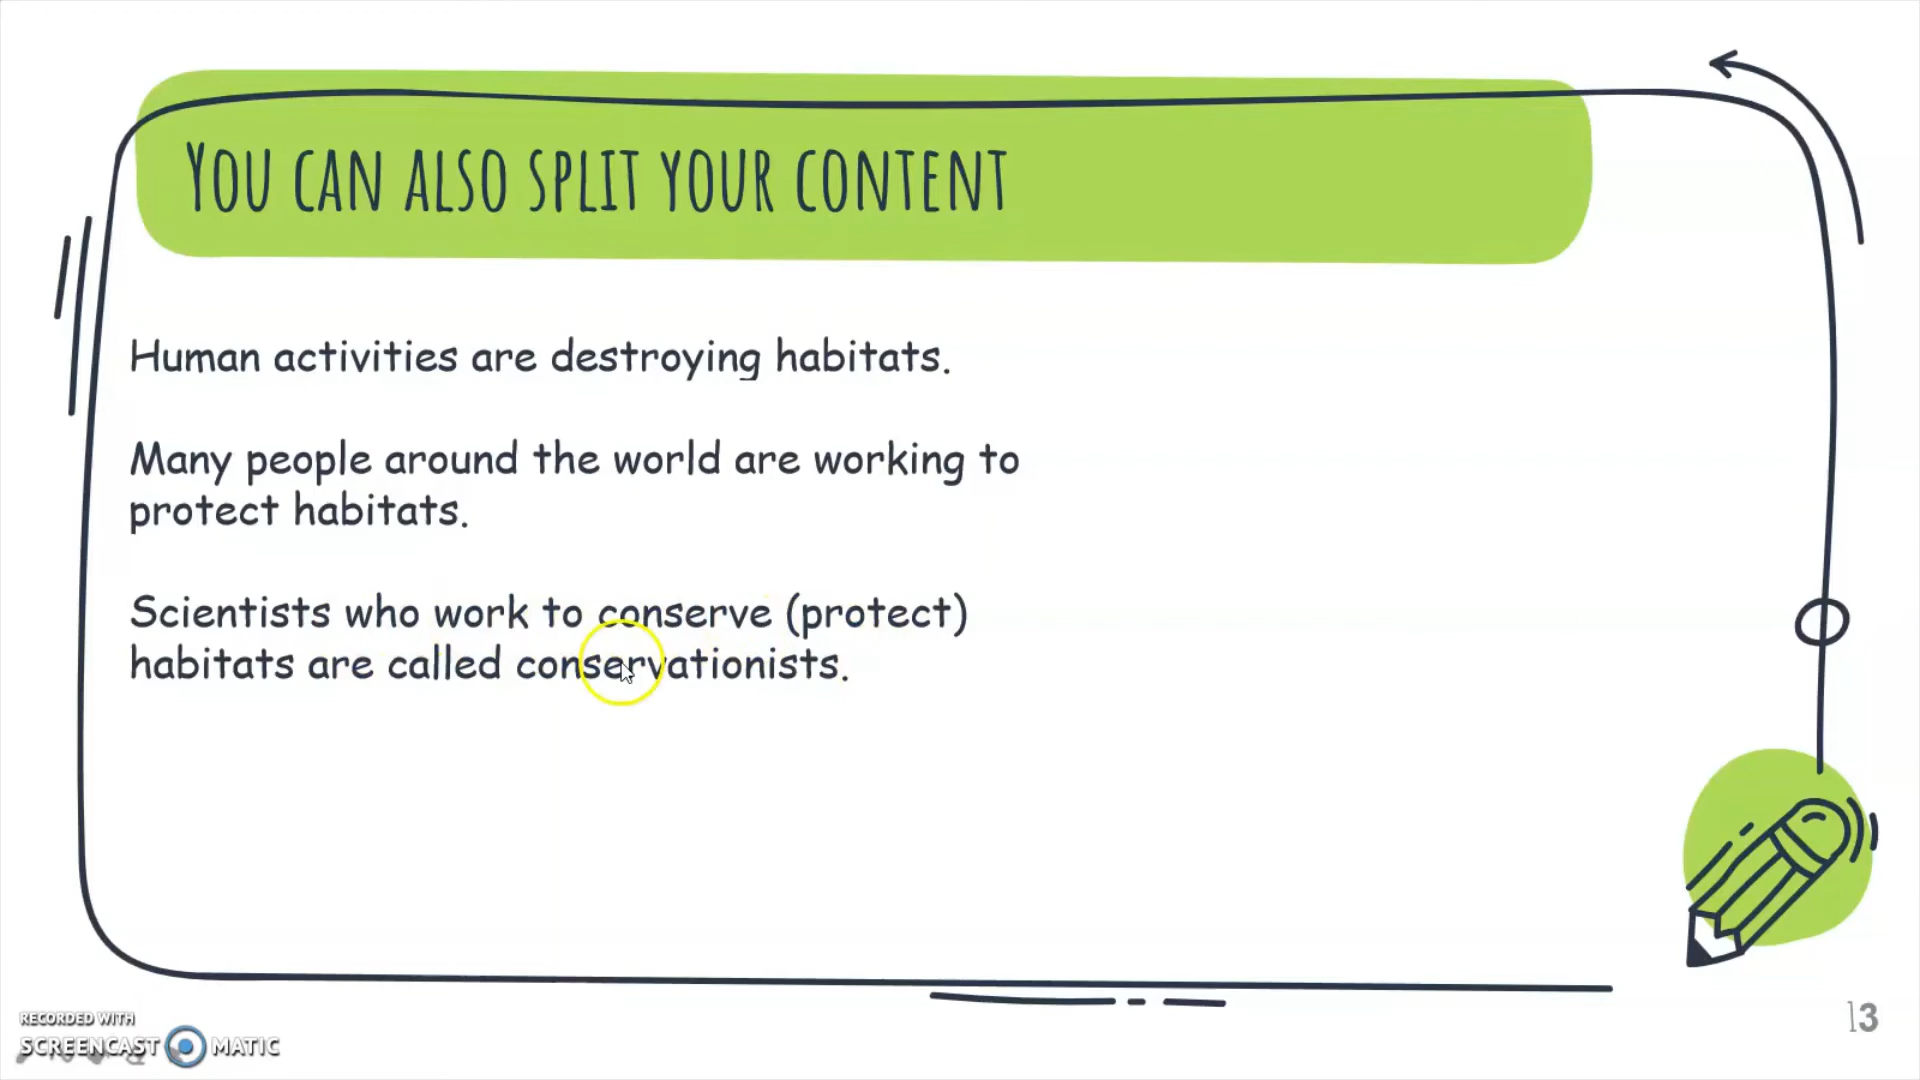 You can also split your content
Human activities are destroying habitats.
Many people around the world are working to
protect habitats.
Scientists who work to conserve (protect)
habitats are called conservationists.
13
RECORDED WITH
SCREENCAST MATIC